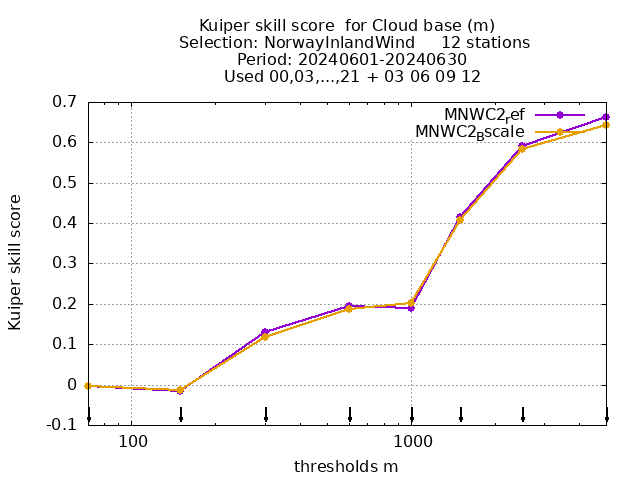 Kuiper skill score  for Cloud base (m)
Selection: NorwayInlandWind     12 stations
Period: 20240601-20240630
Used 00,03,...,21 + 03 06 09 12
MNWC2ref
MNWC2Bscale
0.7
0.6
0.5
0.4
0.3
0.2
0.1
0
-0.1
Kuiper skill score
100
1000
thresholds m